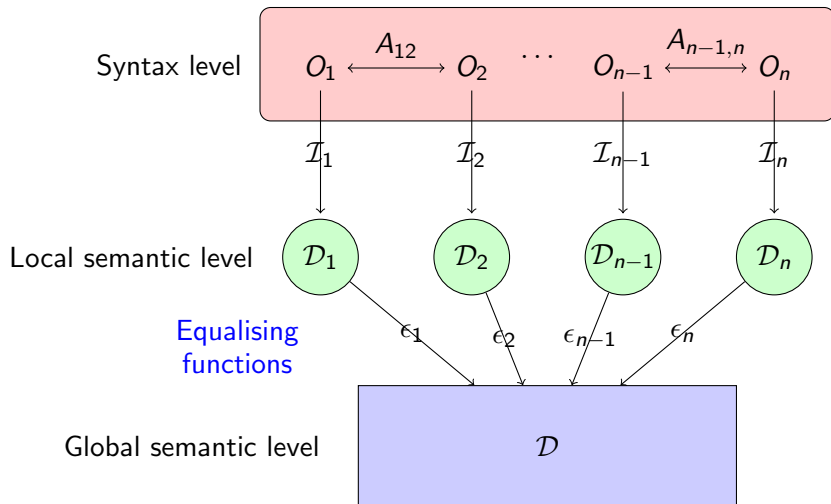 A₁₂ Aₙ₋₁,ₙ
Syntax level O₁ O₂ ⋯ Oₙ₋₁ Oₙ
ℐ₁ ℐ₂ ℐₙ₋₁ ℐₙ
Local semantic level 𝒟₁ 𝒟₂ 𝒟ₙ₋₁ 𝒟ₙ
Equalising
functions
ϵ₁ ϵ₂ ϵₙ₋₁ ϵₙ
Global semantic level 𝒟